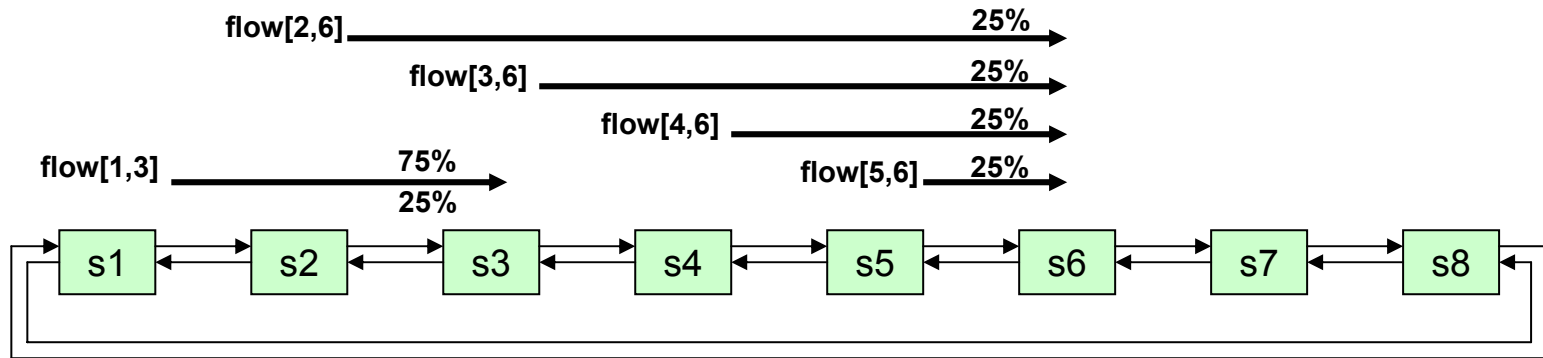 flow[2,6] 25%
flow[3,6] 25%
flow[4,6] 25%
flow[1,3] 75% flow[5,6] 25%
25%
s1 s2 s3 s4 s5 s6 s7 s8